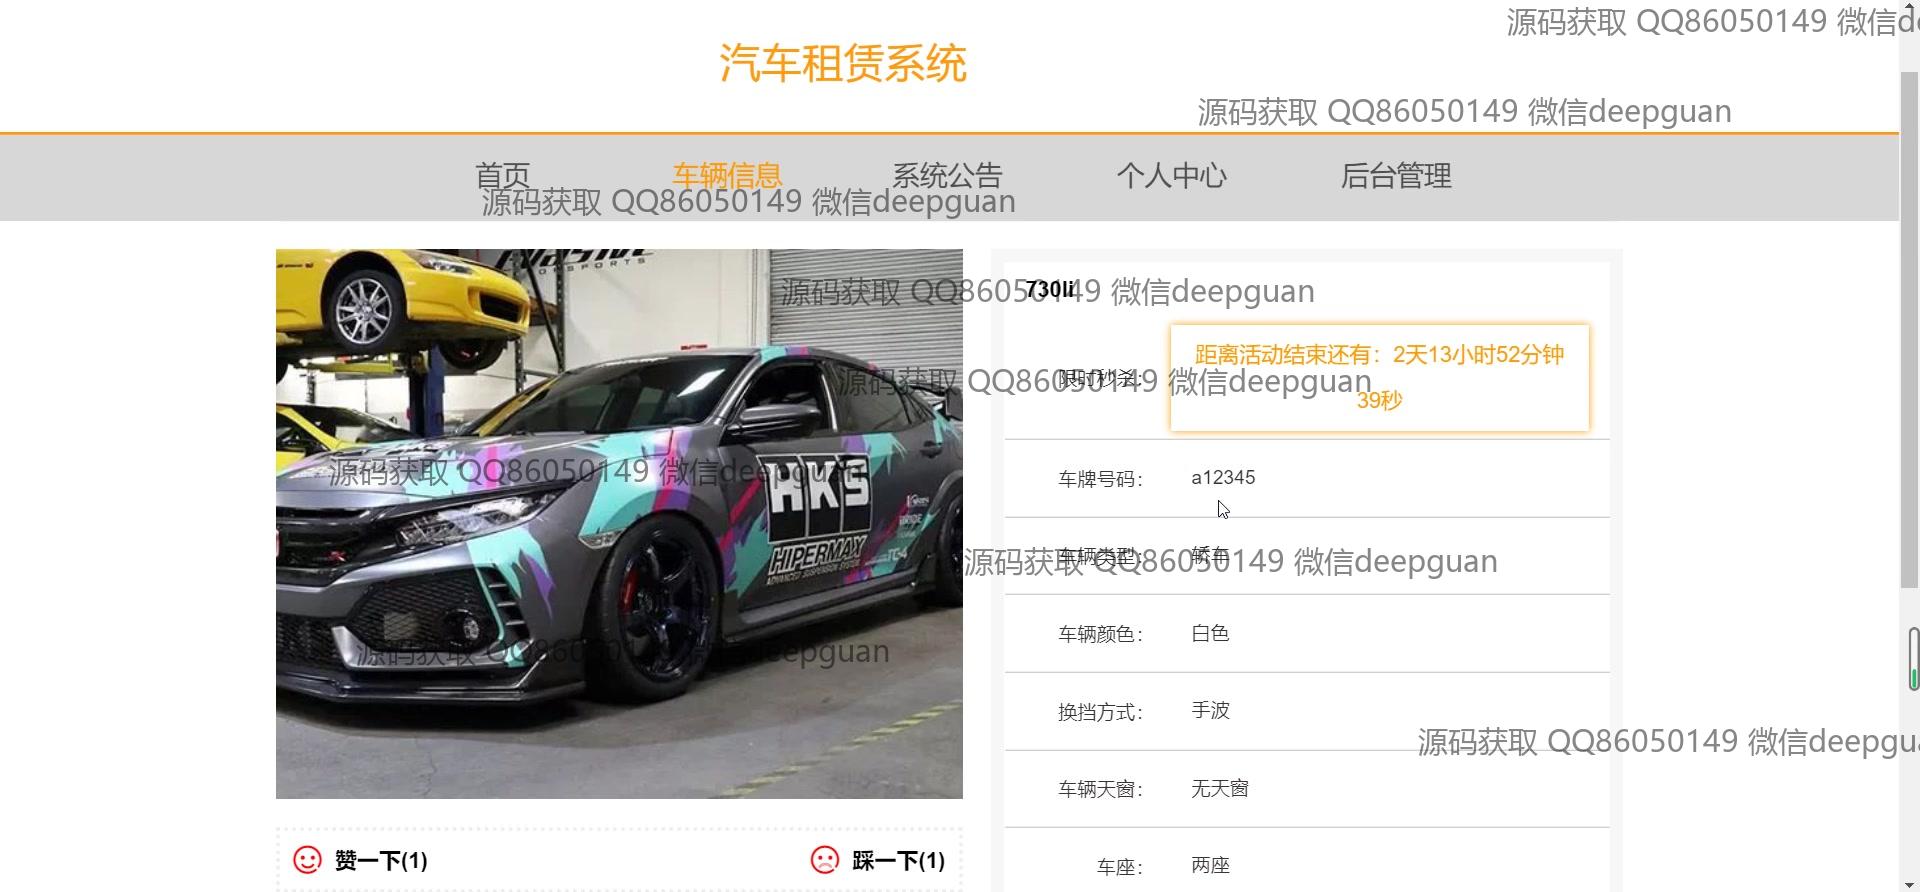 源码获取 QQ86050149 微信de
汽车租赁系统
源码获取 QQ86050149 微信deepguan
首页
车辆信息
系统公告
个人中心
后台管理
源码获取 QQ86050149 微信deepguan
源码获取 QQ86050149 微信deepguan
730li
距离活动结束还有：2天13小时52分钟
39秒
限时秒杀：
源码获取 QQ86050149 微信deepguan
源码获取 QQ86050149 微信deepguan
HKS
HIPERMAX
ADVANCED SUSPENSION SYSTEM
车牌号码：
a12345
车辆类型：
轿车
源码获取 QQ86050149 微信deepguan
车辆颜色：
白色
源码获取 QQ86050149 微信deepguan
换挡方式：
手波
源码获取 QQ86050149 微信deepgua
车辆天窗：
无天窗
车座：
两座
赞一下(1)
踩一下(1)